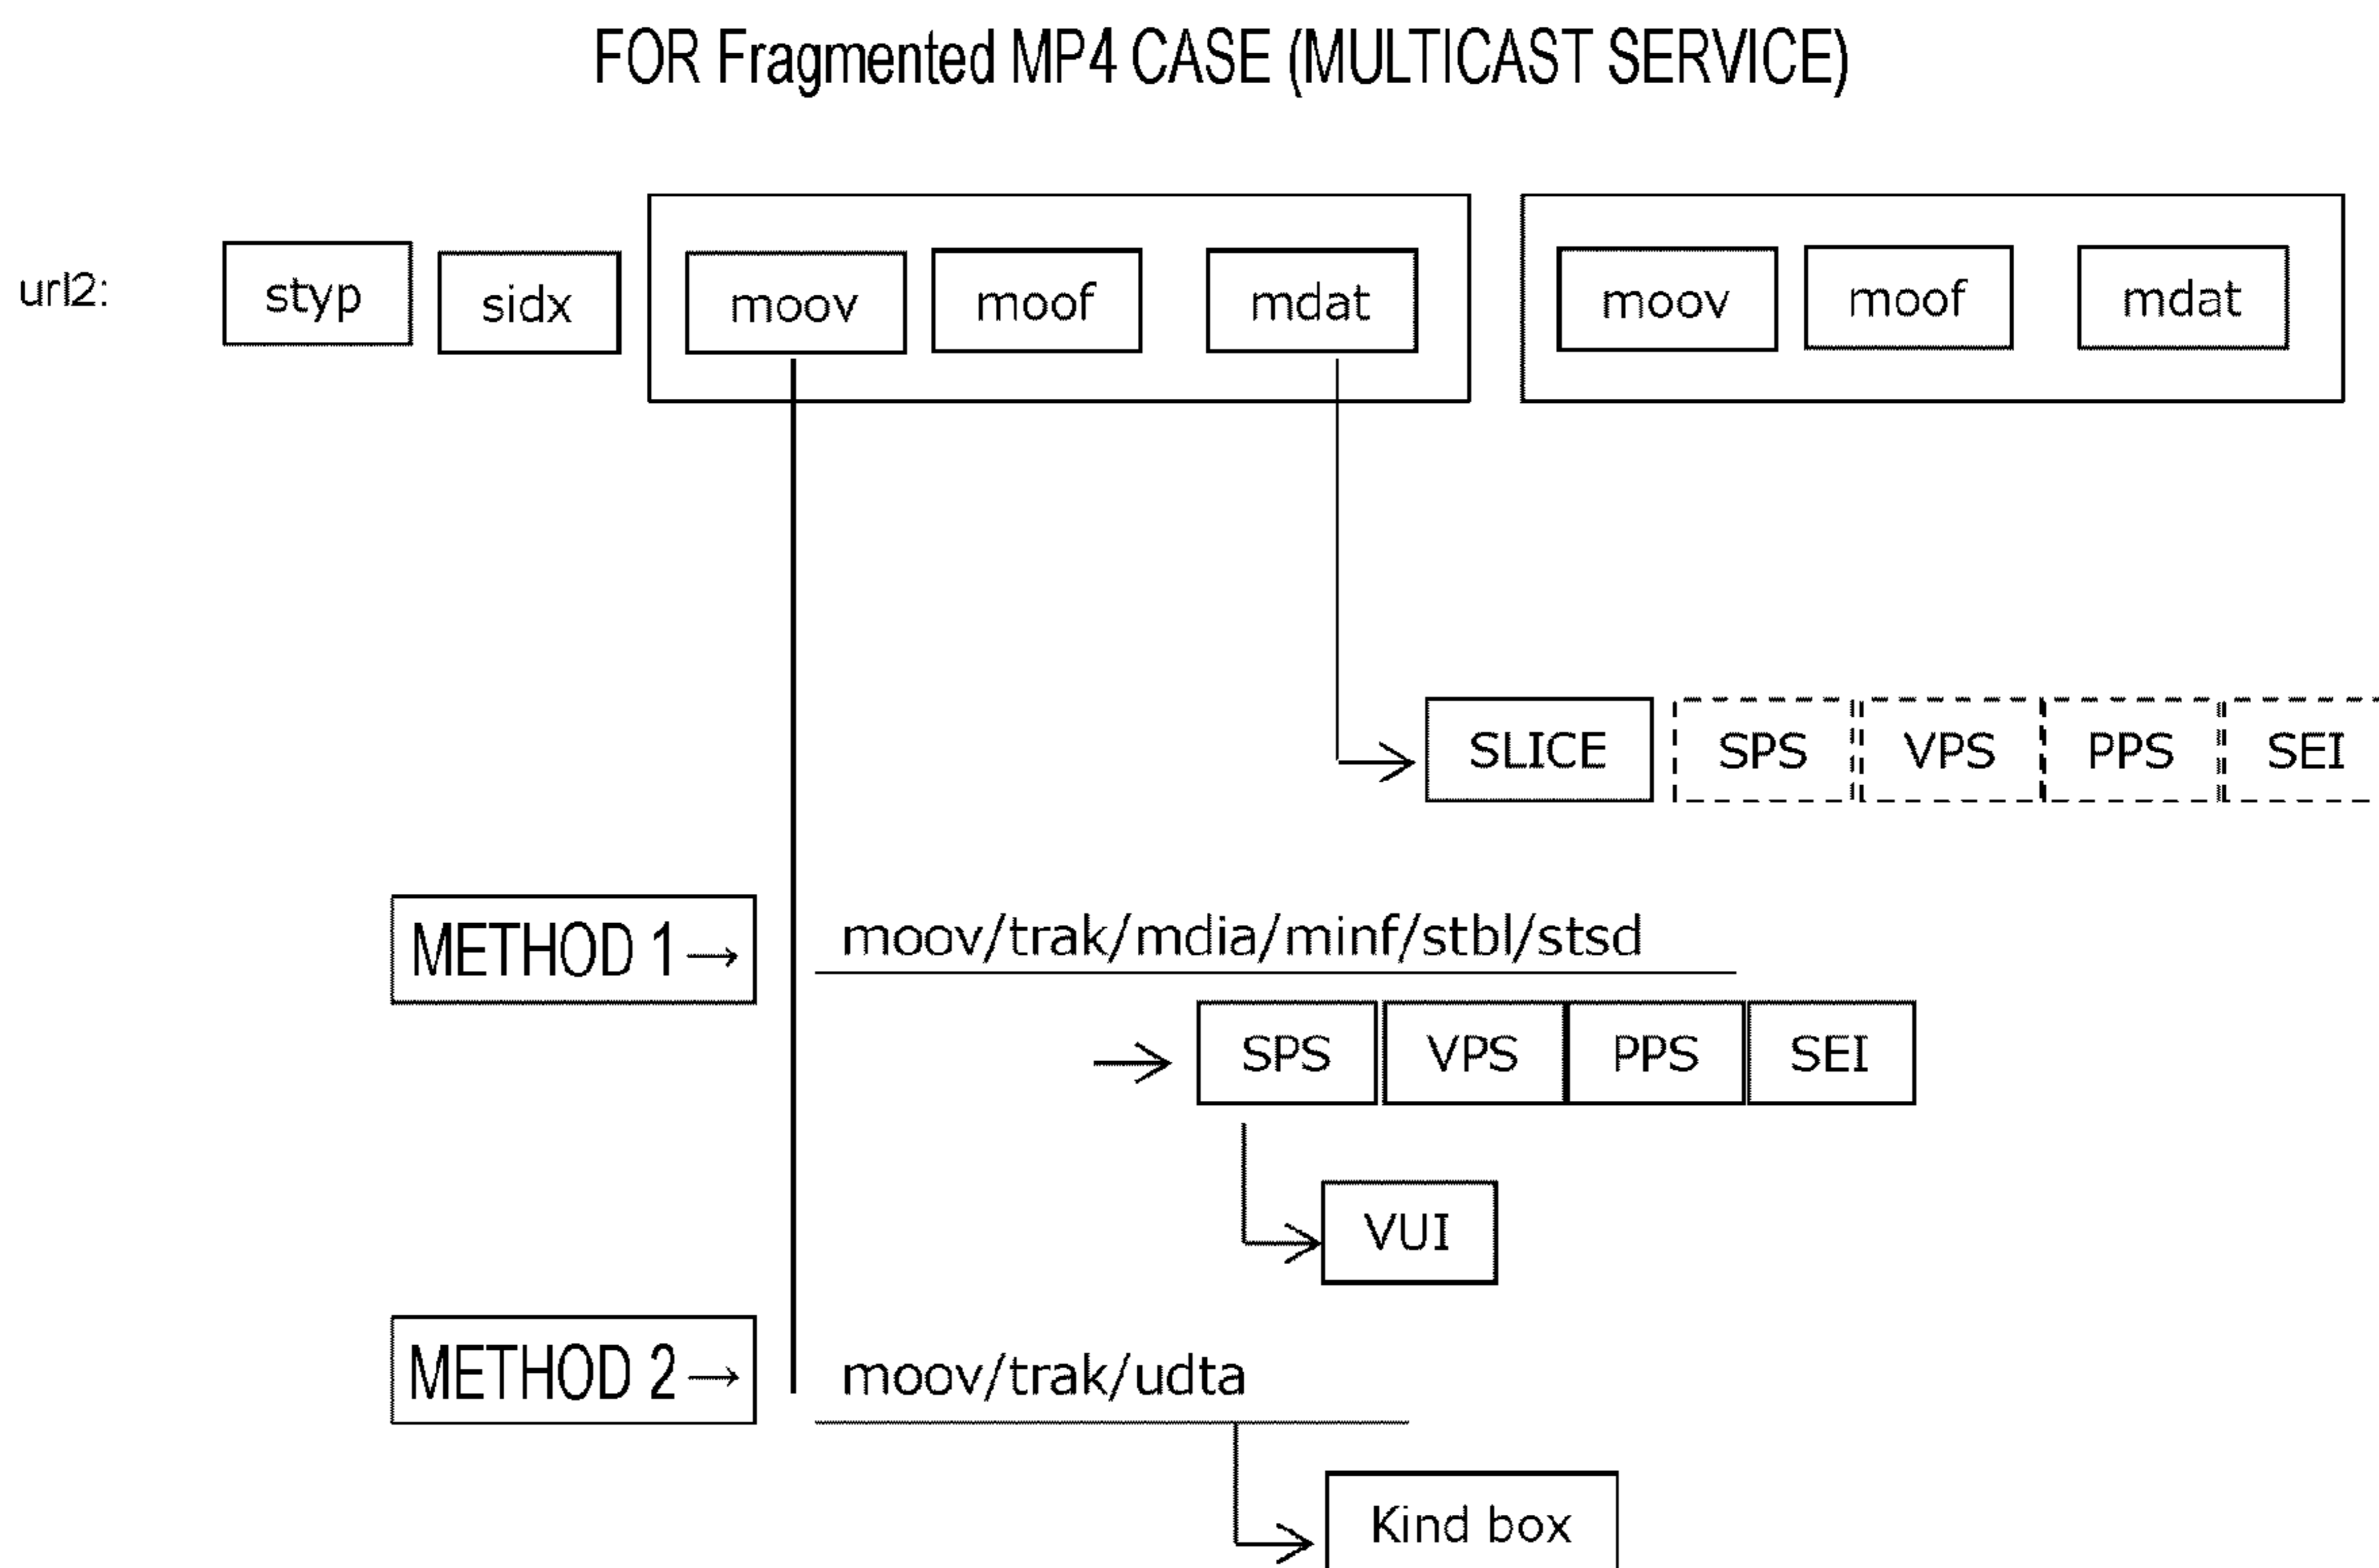 FOR Fragmented MP4 CASE (MULTICAST SERVICE)
url2: styp sidx moov moof mdat moov moof mdat
SLICE SPS VPS PPS SEI
METHOD 1→ moov/trak/mdia/minf/stbl/stsd
SPS VPS PPS SEI
VUI
METHOD 2→ moov/trak/udta
Kind box